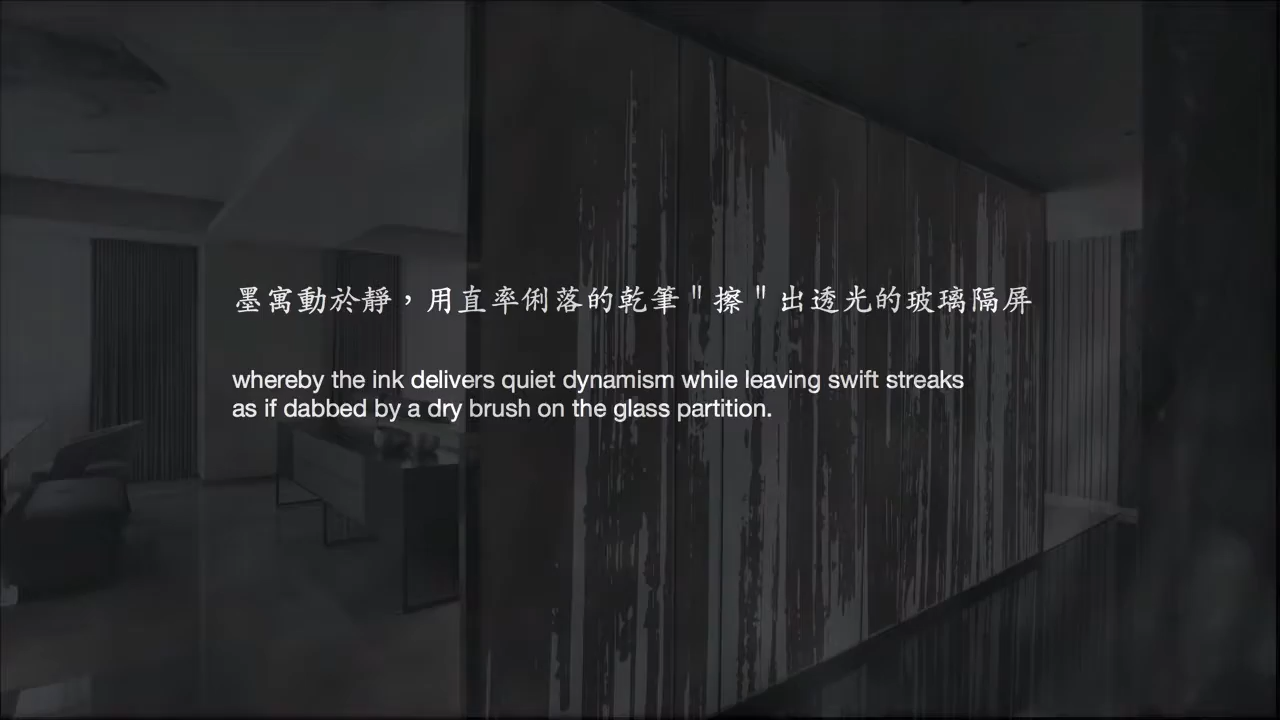 墨寓動於靜，用直率俐落的乾筆"擦"出透光的玻璃隔屏
whereby the ink delivers quiet dynamism while leaving swift streaks
as if dabbed by a dry brush on the glass partition.